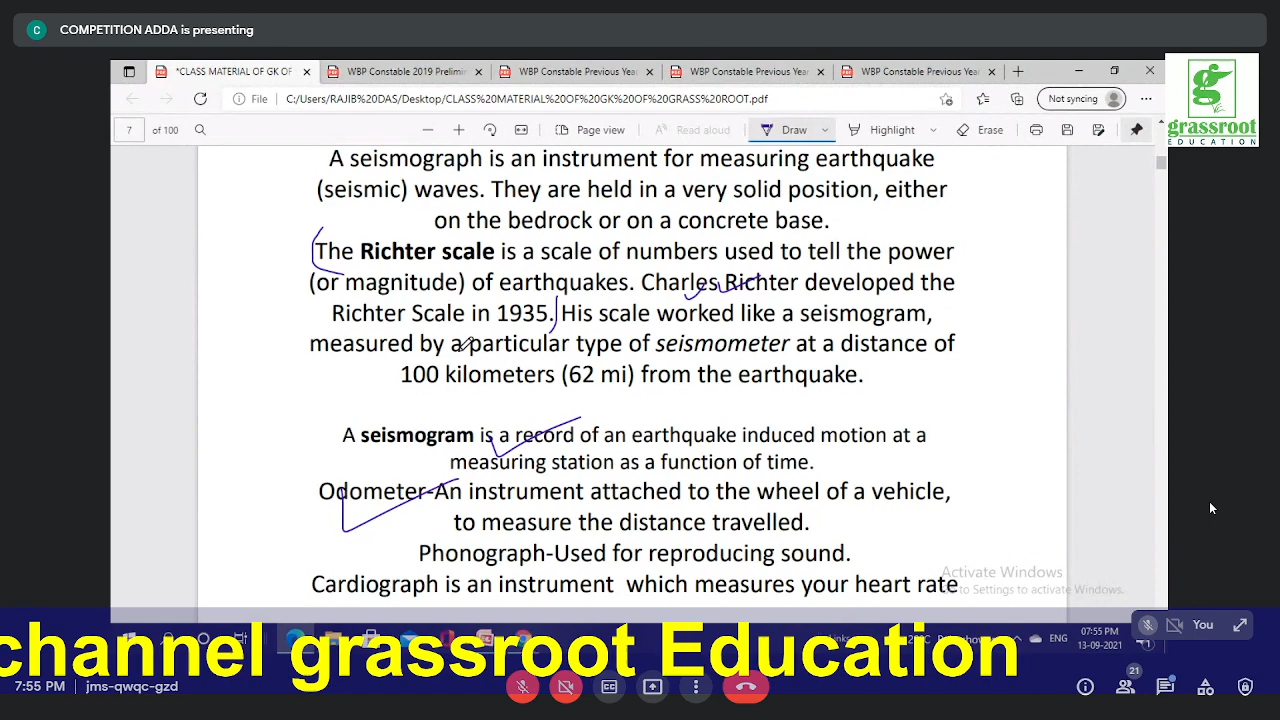 C COMPETITION ADDA is presenting
*CLASS MATERIAL OF GK OF
WBP Constable 2019 Prelimin
WBP Constable Previous Year
WBP Constable Previous Year
WBP Constable Previous Year
File C:/Users/RAJIB%20DAS/Desktop/CLASS%20MATERIAL%20OF%20GK%20OF%20GRASS%20ROOT.pdf Not syncing
7 of 100 Page view Read aloud Draw Highlight Erase
grassroot
EDUCATION
A seismograph is an instrument for measuring earthquake
(seismic) waves. They are held in a very solid position, either
on the bedrock or on a concrete base.
The Richter scale is a scale of numbers used to tell the power
(or magnitude) of earthquakes. Charles Richter developed the
Richter Scale in 1935. His scale worked like a seismogram,
measured by a particular type of seismometer at a distance of
100 kilometers (62 mi) from the earthquake.
A seismogram is a record of an earthquake induced motion at a
measuring station as a function of time.
Odometer-An instrument attached to the wheel of a vehicle,
to measure the distance travelled.
Phonograph-Used for reproducing sound.
Cardiograph is an instrument which measures your heart rate
Activate Windows
to Settings to activate Windows.
ENG
07:55 PM
13-09-2021
You
channel grassroot Education
7:55 PM jms-qwqc-gzd
21